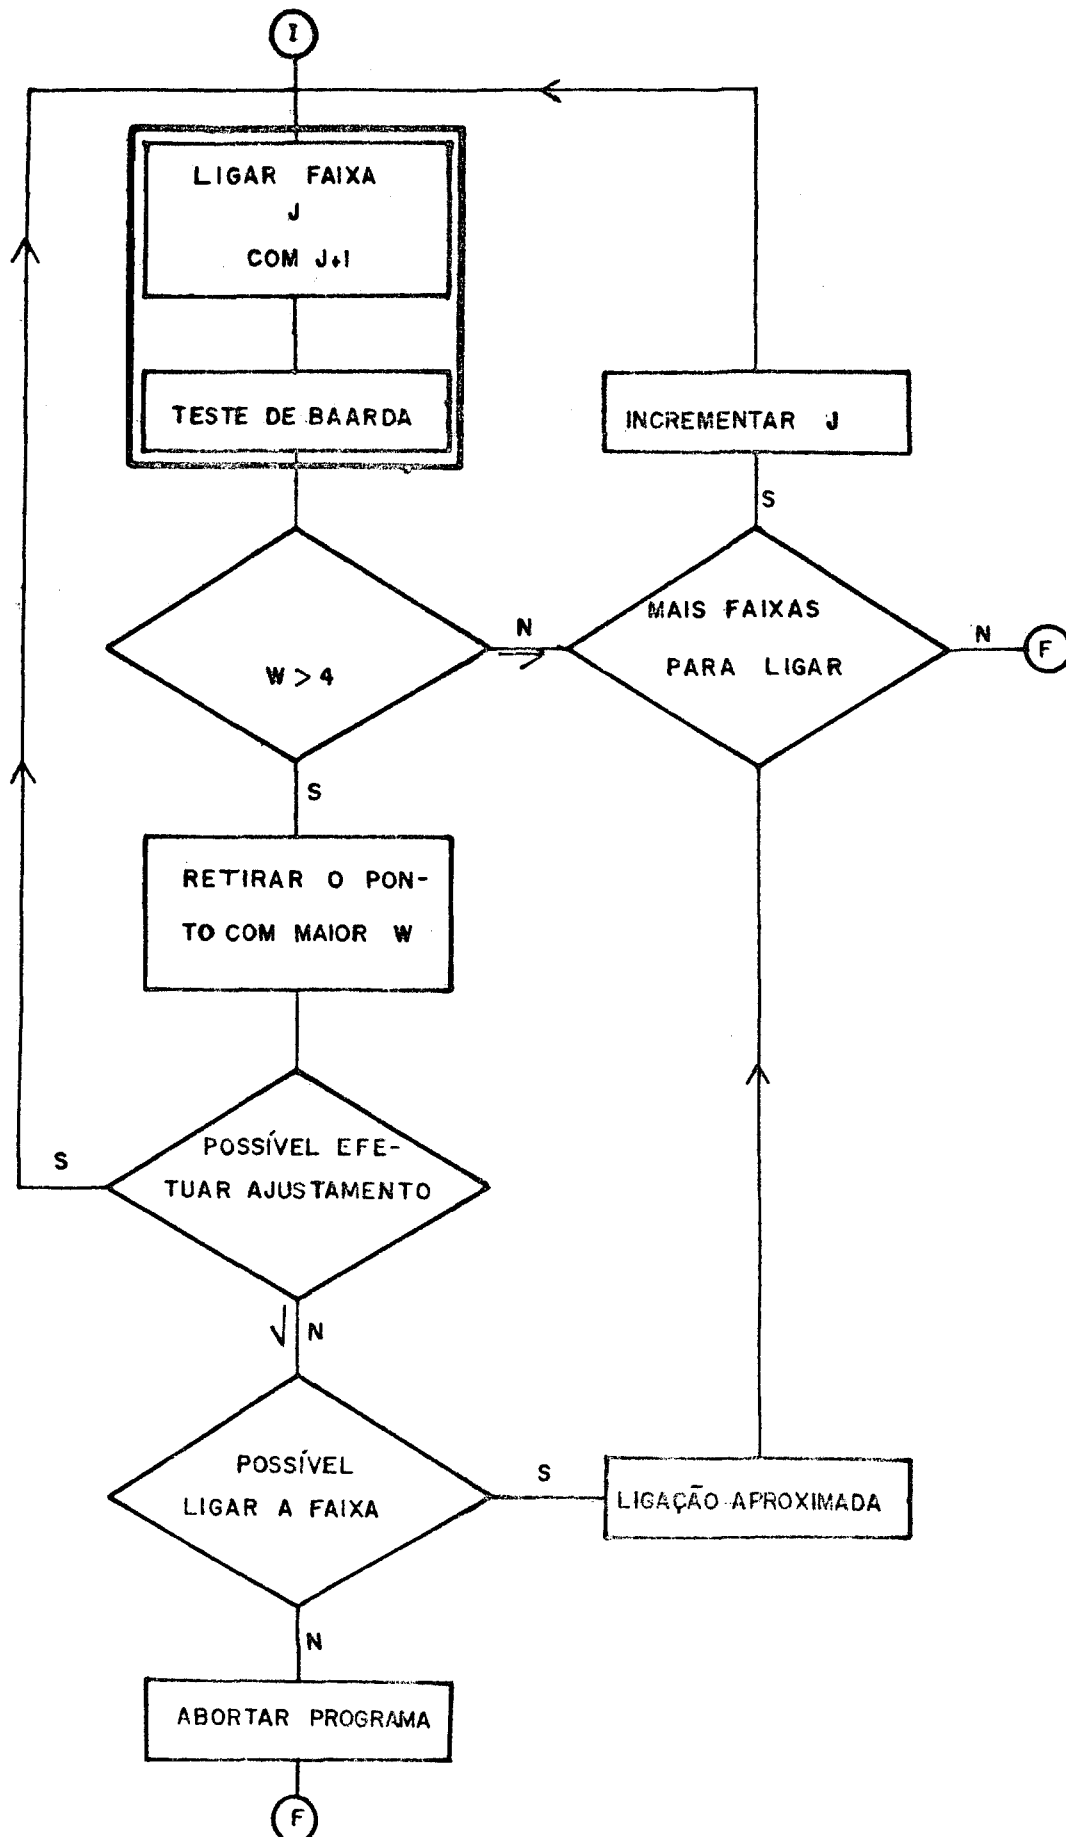 I
LIGAR FAIXA
J
COM J+1
TESTE DE BAARDA
INCREMENTAR J
S
W > 4
N
MAIS FAIXAS
PARA LIGAR
N
F
S
RETIRAR O PON-
TO COM MAIOR W
POSSÍVEL EFE-
TUAR AJUSTAMENTO
S
N
POSSÍVEL
LIGAR A FAIXA
S
LIGAÇÃO APROXIMADA
N
ABORTAR PROGRAMA
F